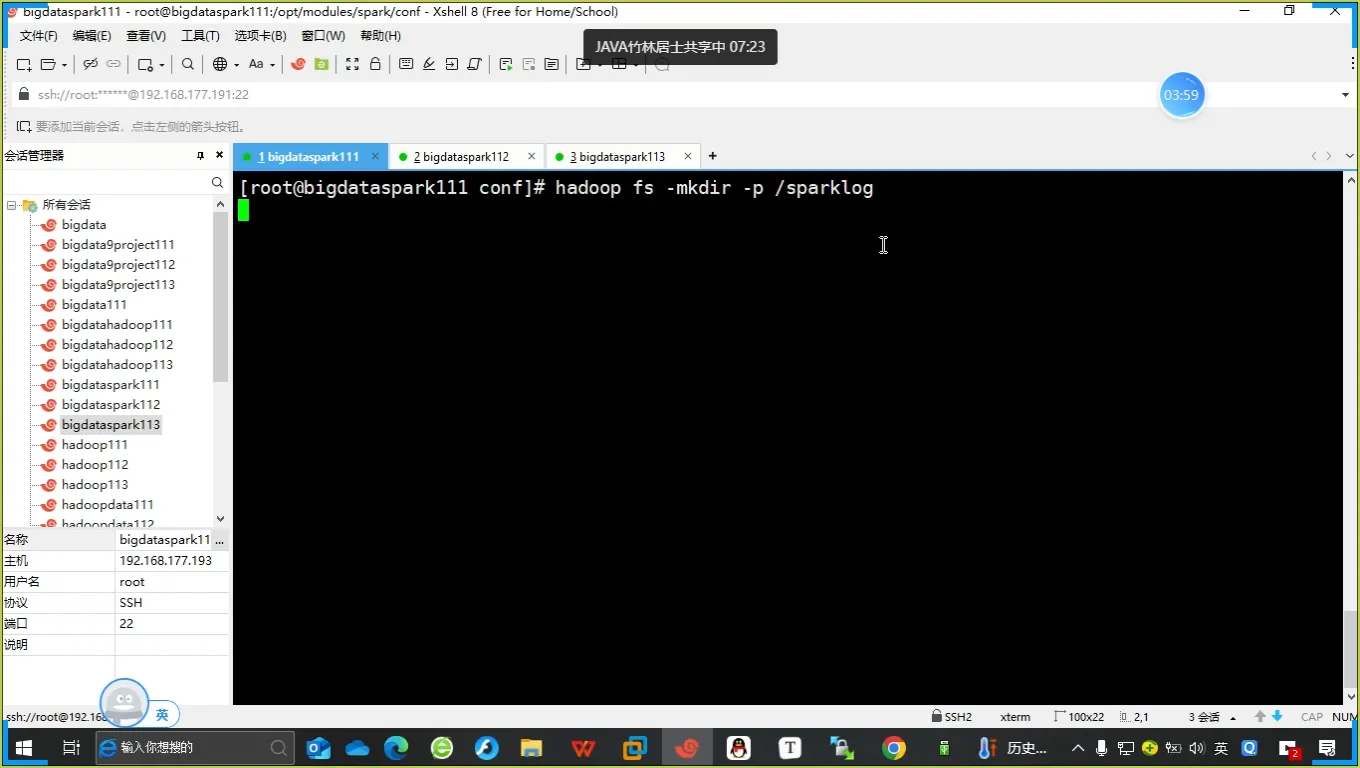 bigdataspark111 - root@bigdataspark111:/opt/modules/spark/conf - Xshell 8 (Free for Home/School)
文件(F) 编辑(E) 查看(V) 工具(T) 选项卡(B) 窗口(W) 帮助(H)
JAVA竹林居士共享中 07:23
Aa
ssh://root:******@192.168.177.191:22
03:59
要添加当前会话，点击左侧的箭头按钮。
会话管理器
1 bigdataspark111
2 bigdataspark112
3 bigdataspark113
所有会话
bigdata
bigdata9project111
bigdata9project112
bigdata9project113
bigdata111
bigdatahadoop111
bigdatahadoop112
bigdatahadoop113
bigdataspark111
bigdataspark112
bigdataspark113
hadoop111
hadoop112
hadoop113
hadoopdata111
hadoopdata112
[root@bigdataspark111 conf]# hadoop fs -mkdir -p /sparklog
名称 bigdataspark11 ...
主机 192.168.177.193
用户名 root
协议 SSH
端口 22
说明
英
ssh://root@192.168
SSH2 xterm 100x22 2,1 3 会话 CAP NUM
输入你想搜的
历史...
英
2